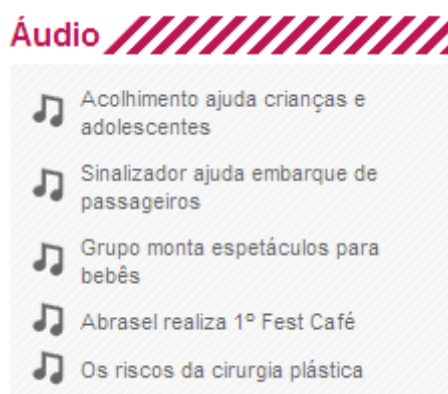 Áudio
Acolhimento ajuda crianças e
adolescentes
Sinalizador ajuda embarque de
passageiros
Grupo monta espetáculos para
bebês
Abrasel realiza 1º Fest Café
Os riscos da cirurgia plástica